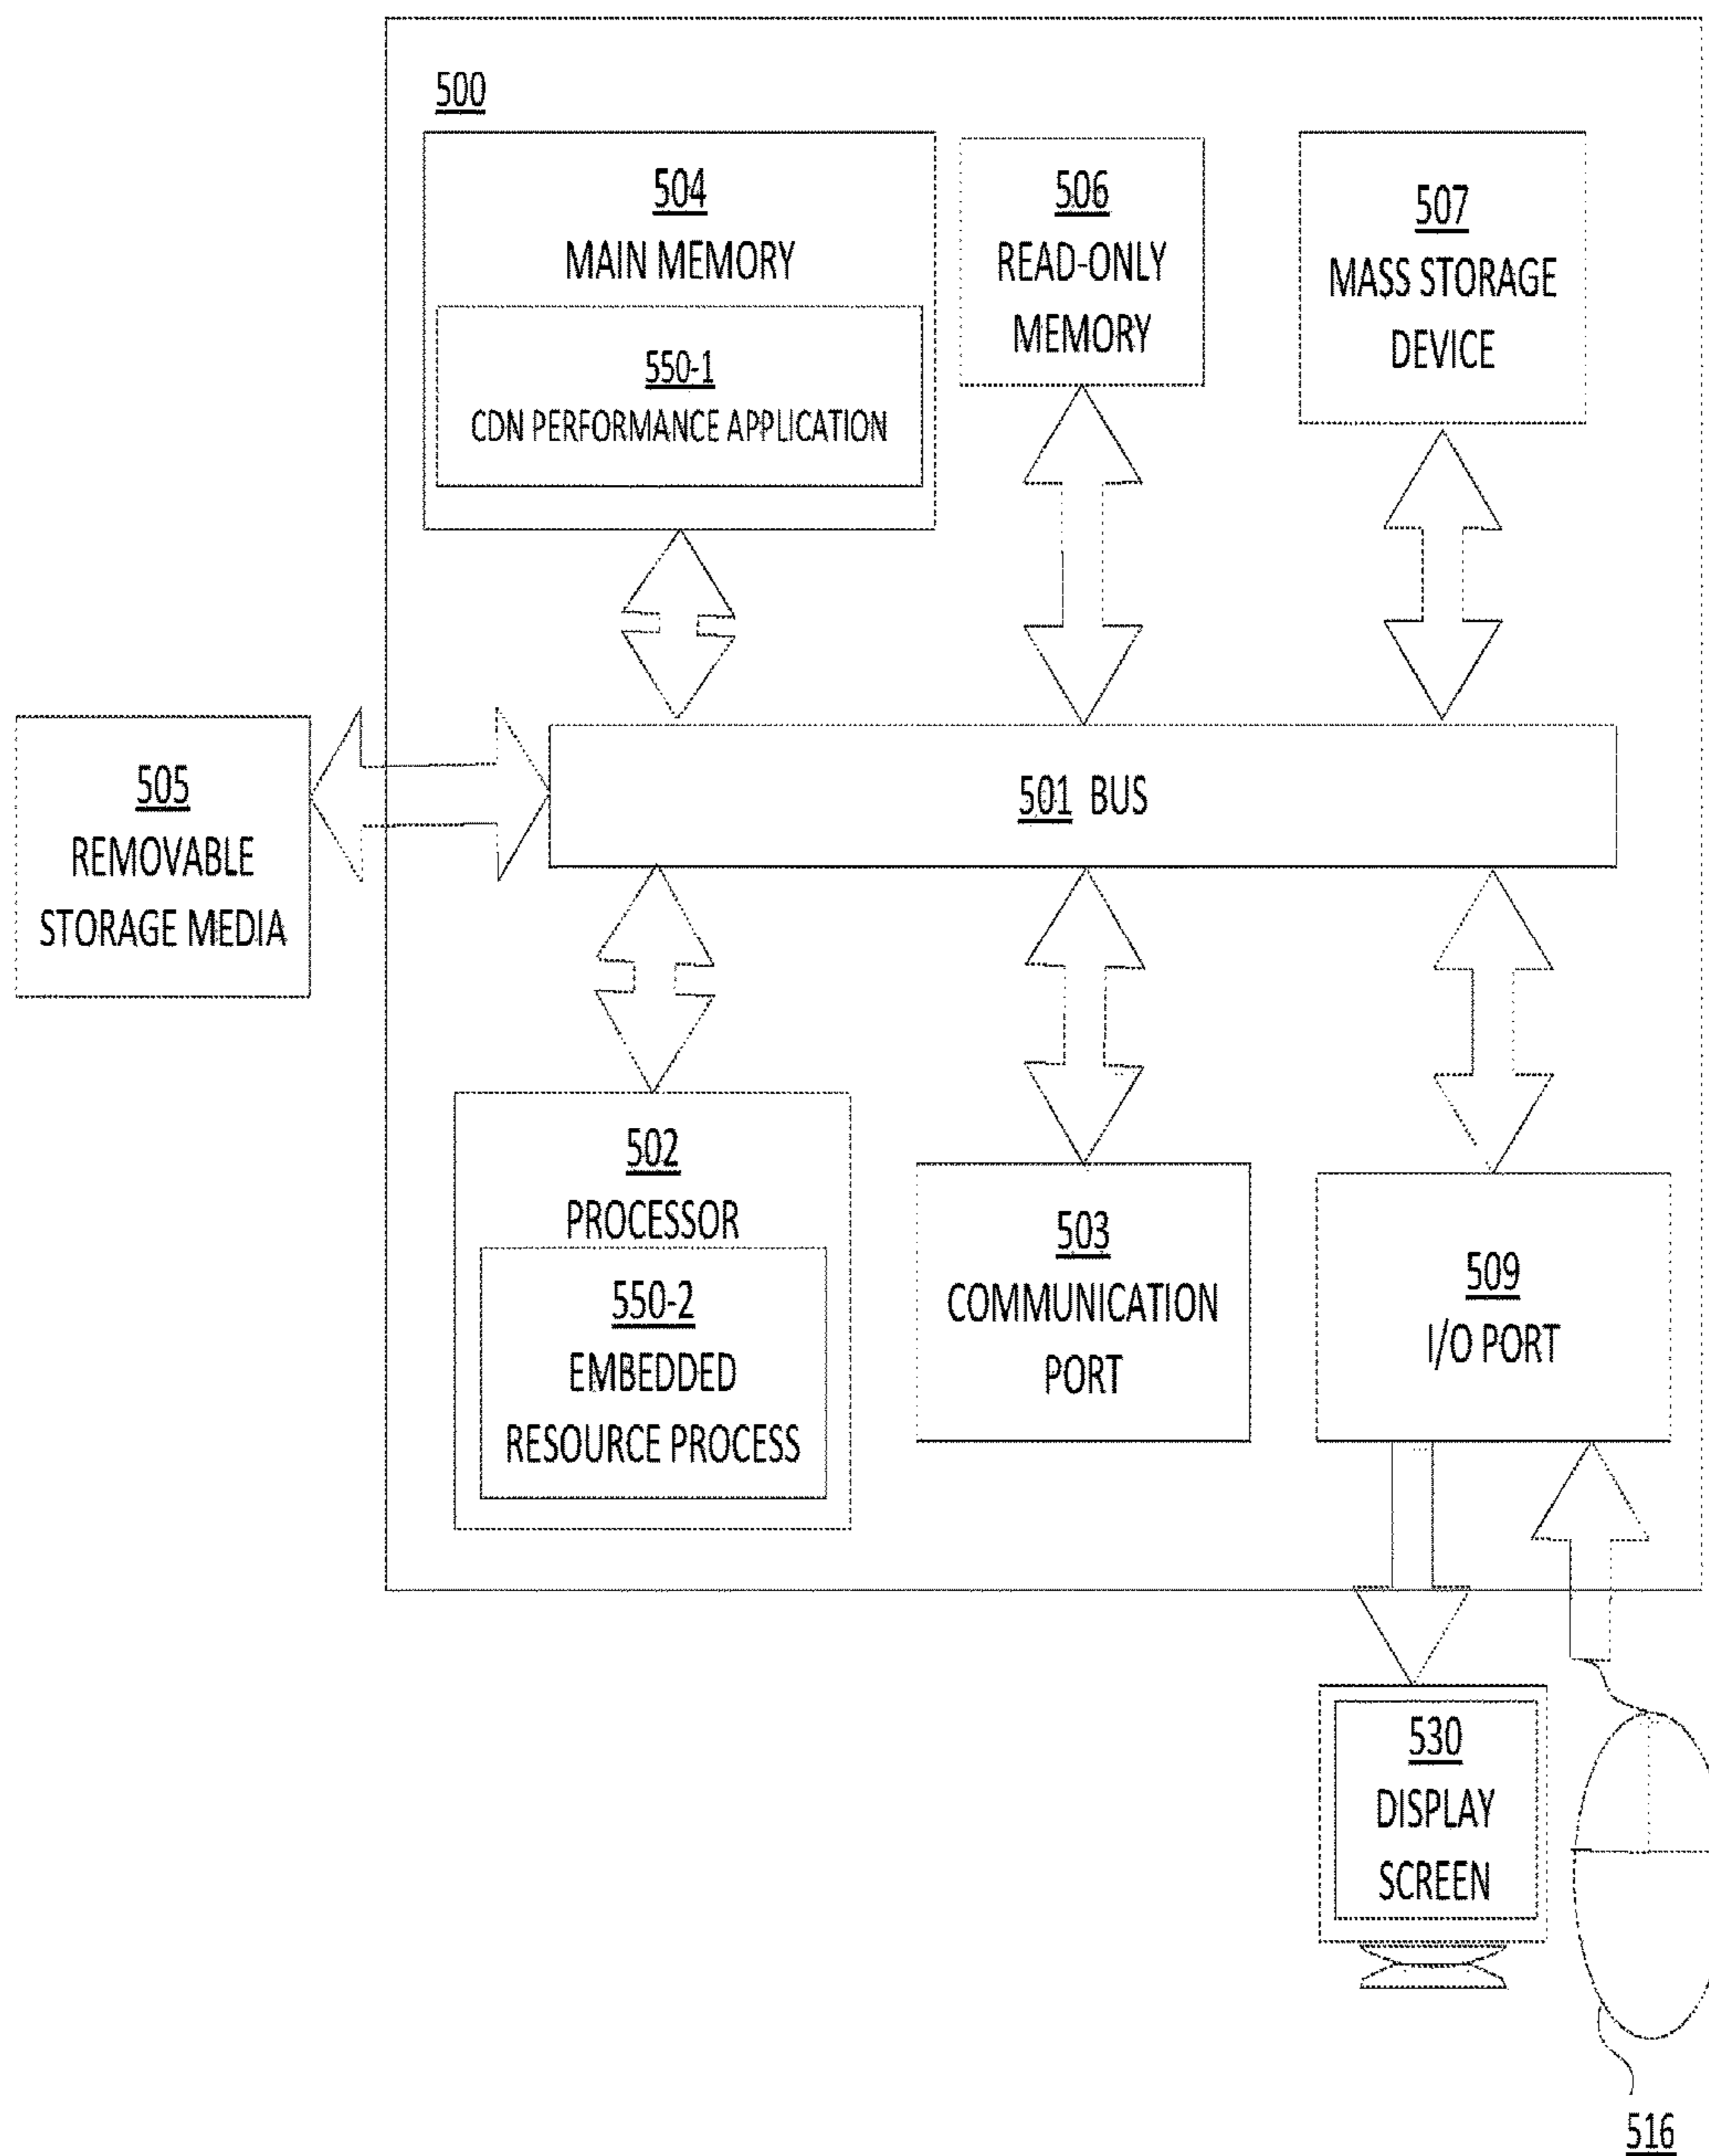 500
504
MAIN MEMORY
550-1
CDN PERFORMANCE APPLICATION
506
READ-ONLY
MEMORY
507
MASS STORAGE
DEVICE
505
REMOVABLE
STORAGE MEDIA
501 BUS
502
PROCESSOR
550-2
EMBEDDED
RESOURCE PROCESS
503
COMMUNICATION
PORT
509
I/O PORT
530
DISPLAY
SCREEN
516